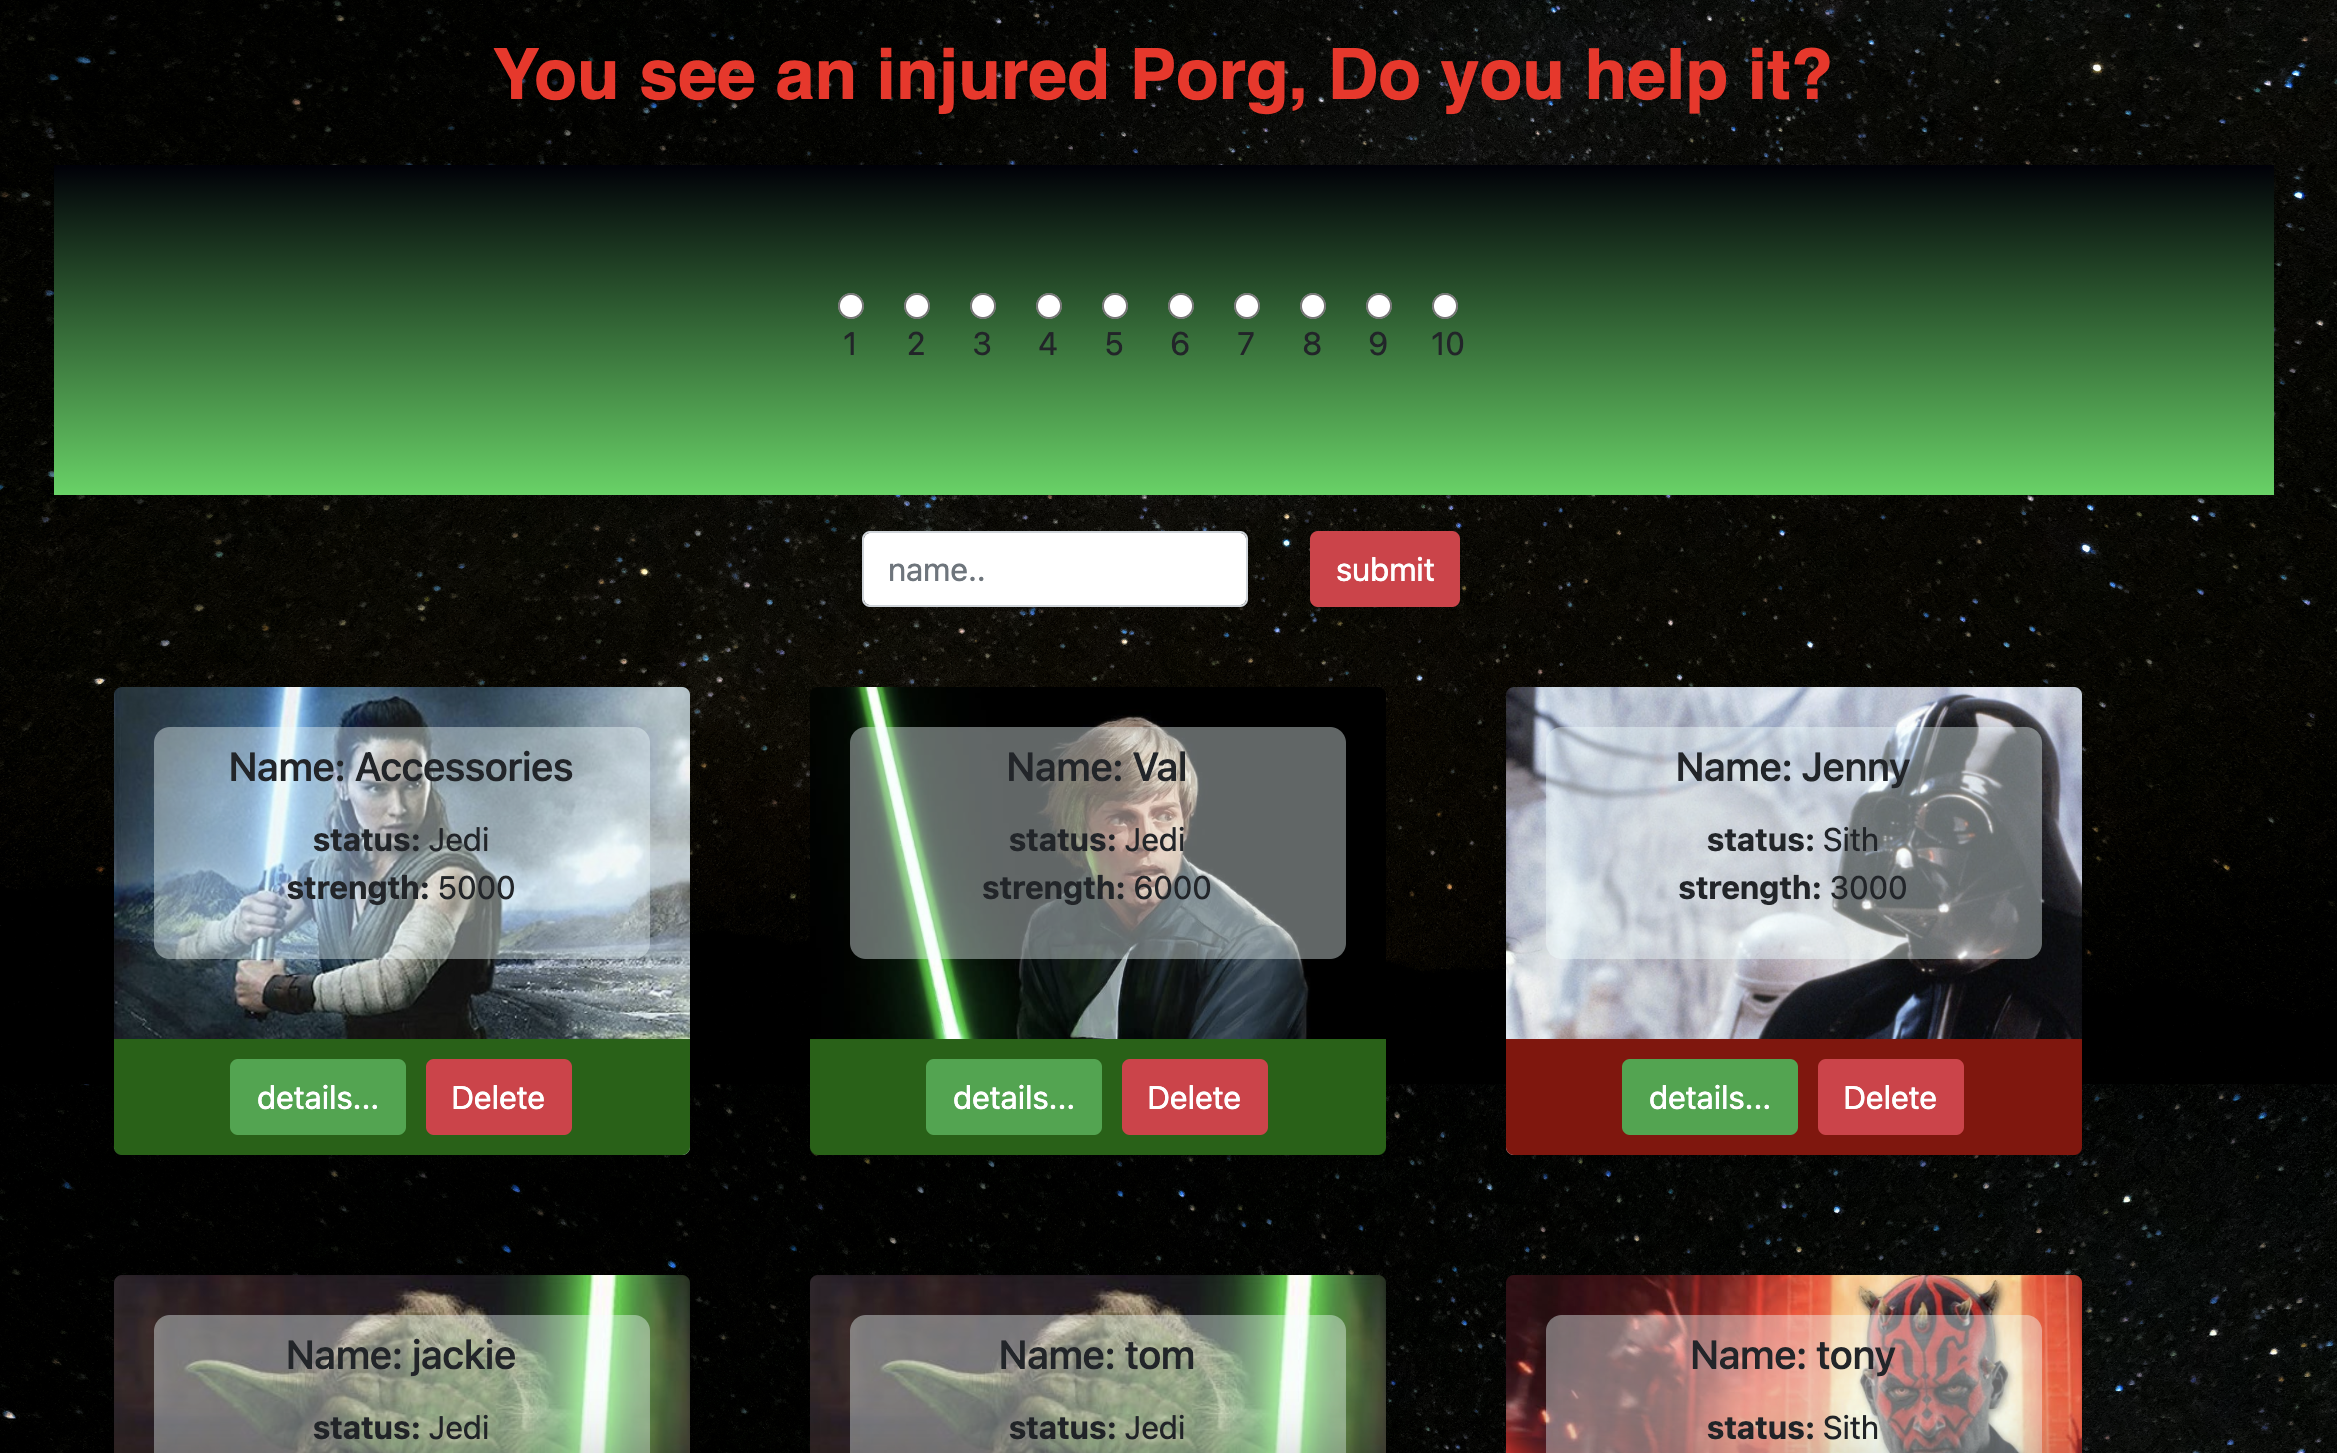 You see an injured Porg, Do you help it?
1 2 3 4 5 6 7 8 9 10
name..
submit
Name: Accessories
status: Jedi
strength: 5000
details...
Delete
Name: Val
status: Jedi
strength: 6000
details...
Delete
Name: Jenny
status: Sith
strength: 3000
details...
Delete
Name: jackie
status: Jedi
Name: tom
status: Jedi
Name: tony
status: Sith